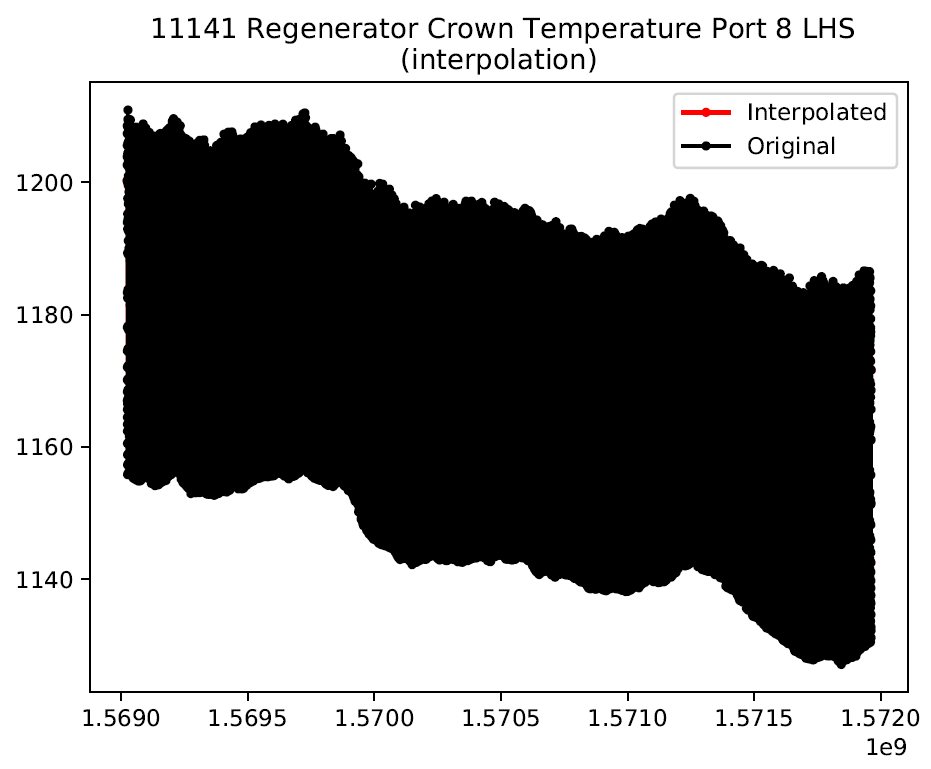 11141 Regenerator Crown Temperature Port 8 LHS
(interpolation)
Interpolated
Original
1200
1180
1160
1140
1.5690 1.5695 1.5700 1.5705 1.5710 1.5715 1.5720
1e9